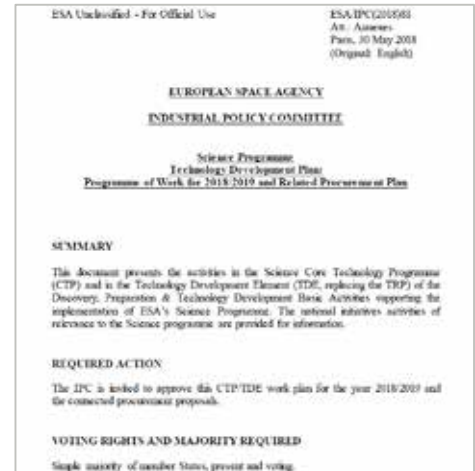 ESA Unclassified - For Official Use
ESA/IPC(2018)81
Att.: Annexes
Paris, 30 May 2018
(Original: English)
EUROPEAN SPACE AGENCY
INDUSTRIAL POLICY COMMITTEE
Science Programme
Technology Development Plan:
Programme of Work for 2018/2019 and Related Procurement Plan
SUMMARY
This document presents the activities in the Science Core Technology Programme
(CTP) and in the Technology Development Element (TDE, replacing the TRP) of the
Discovery, Preparation & Technology Development Basic Activities supporting the
implementation of ESA's Science Programme. The national initiatives activities of
relevance to the Science programme are provided for information.
REQUIRED ACTION
The IPC is invited to approve this CTP/TDE work plan for the year 2018/2019 and
the connected procurement proposals.
VOTING RIGHTS AND MAJORITY REQUIRED
Simple majority of member States, present and voting.